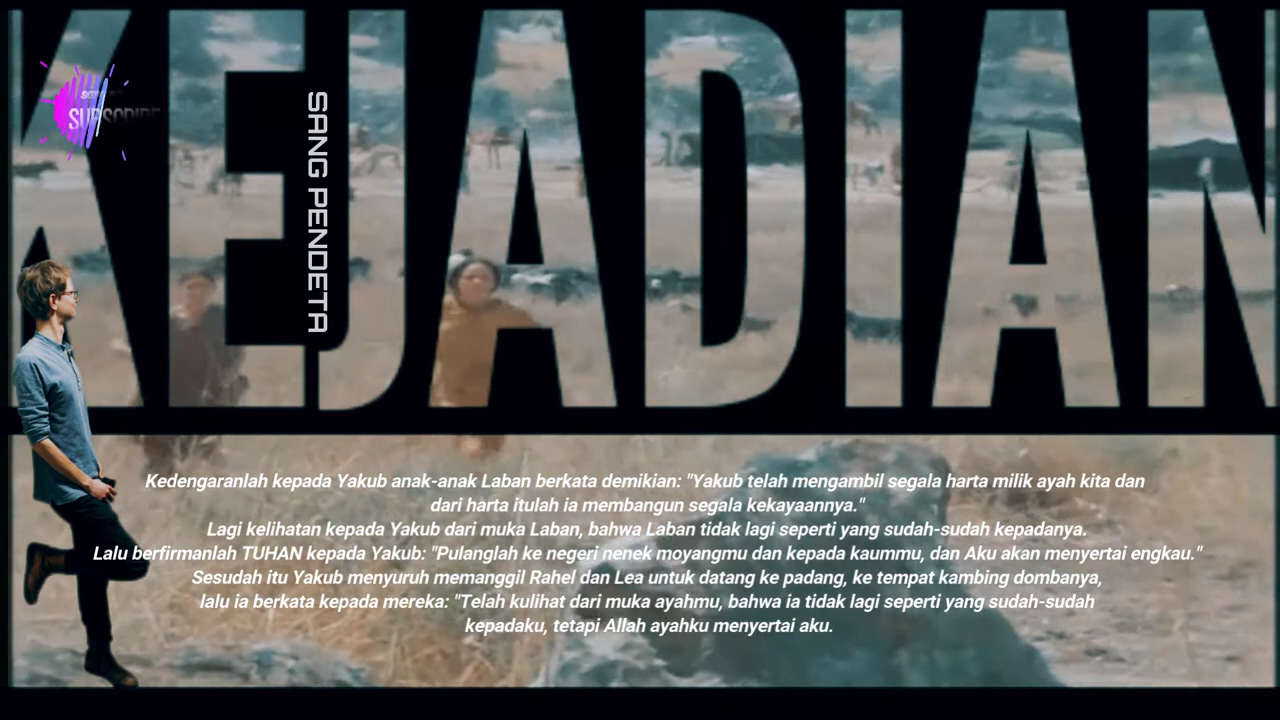 KEJADIAN
SUBSCRIBE
SANG PENDETA
Kedengaranlah kepada Yakub anak-anak Laban berkata demikian: "Yakub telah mengambil segala harta milik ayah kita dan
dari harta itulah ia membangun segala kekayaannya."
Lagi kelihatan kepada Yakub dari muka Laban, bahwa Laban tidak lagi seperti yang sudah-sudah kepadanya.
Lalu berfirmanlah TUHAN kepada Yakub: "Pulanglah ke negeri nenek moyangmu dan kepada kaummu, dan Aku akan menyertai engkau."
Sesudah itu Yakub menyuruh memanggil Rahel dan Lea untuk datang ke padang, ke tempat kambing dombanya,
lalu ia berkata kepada mereka: "Telah kulihat dari muka ayahmu, bahwa ia tidak lagi seperti yang sudah-sudah
kepadaku, tetapi Allah ayahku menyertai aku.